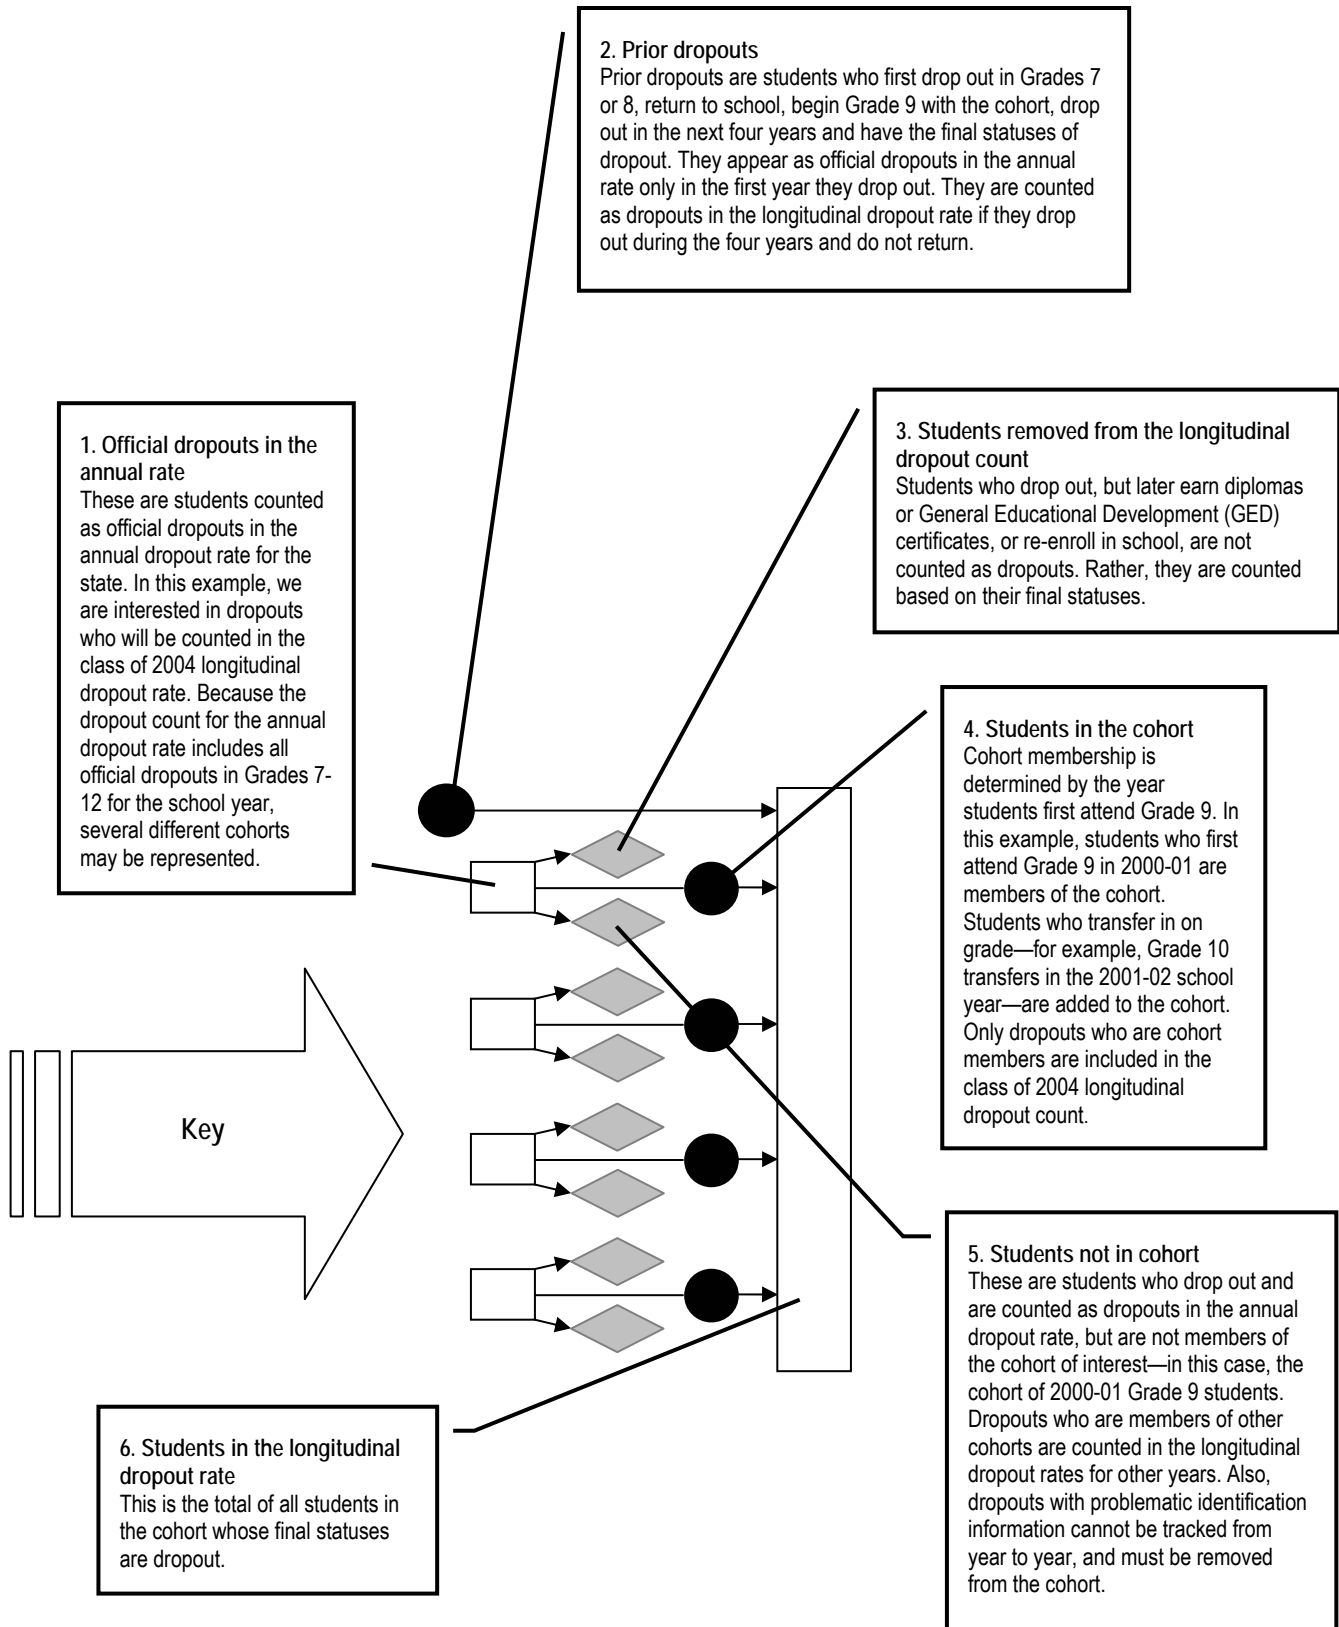 2. Prior dropouts
Prior dropouts are students who first drop out in Grades 7
or 8, return to school, begin Grade 9 with the cohort, drop
out in the next four years and have the final statuses of
dropout. They appear as official dropouts in the annual
rate only in the first year they drop out. They are counted
as dropouts in the longitudinal dropout rate if they drop
out during the four years and do not return.
1. Official dropouts in the
annual rate
These are students counted
as official dropouts in the
annual dropout rate for the
state. In this example, we
are interested in dropouts
who will be counted in the
class of 2004 longitudinal
dropout rate. Because the
dropout count for the annual
dropout rate includes all
official dropouts in Grades 7-
12 for the school year,
several different cohorts
may be represented.
3. Students removed from the longitudinal
dropout count
Students who drop out, but later earn diplomas
or General Educational Development (GED)
certificates, or re-enroll in school, are not
counted as dropouts. Rather, they are counted
based on their final statuses.
4. Students in the cohort
Cohort membership is
determined by the year
students first attend Grade 9. In
this example, students who first
attend Grade 9 in 2000-01 are
members of the cohort.
Students who transfer in on
grade—for example, Grade 10
transfers in the 2001-02 school
year—are added to the cohort.
Only dropouts who are cohort
members are included in the
class of 2004 longitudinal
dropout count.
Key
5. Students not in cohort
These are students who drop out and
are counted as dropouts in the annual
dropout rate, but are not members of
the cohort of interest—in this case, the
cohort of 2000-01 Grade 9 students.
Dropouts who are members of other
cohorts are counted in the longitudinal
dropout rates for other years. Also,
dropouts with problematic identification
information cannot be tracked from
year to year, and must be removed
from the cohort.
6. Students in the longitudinal
dropout rate
This is the total of all students in
the cohort whose final statuses
are dropout.